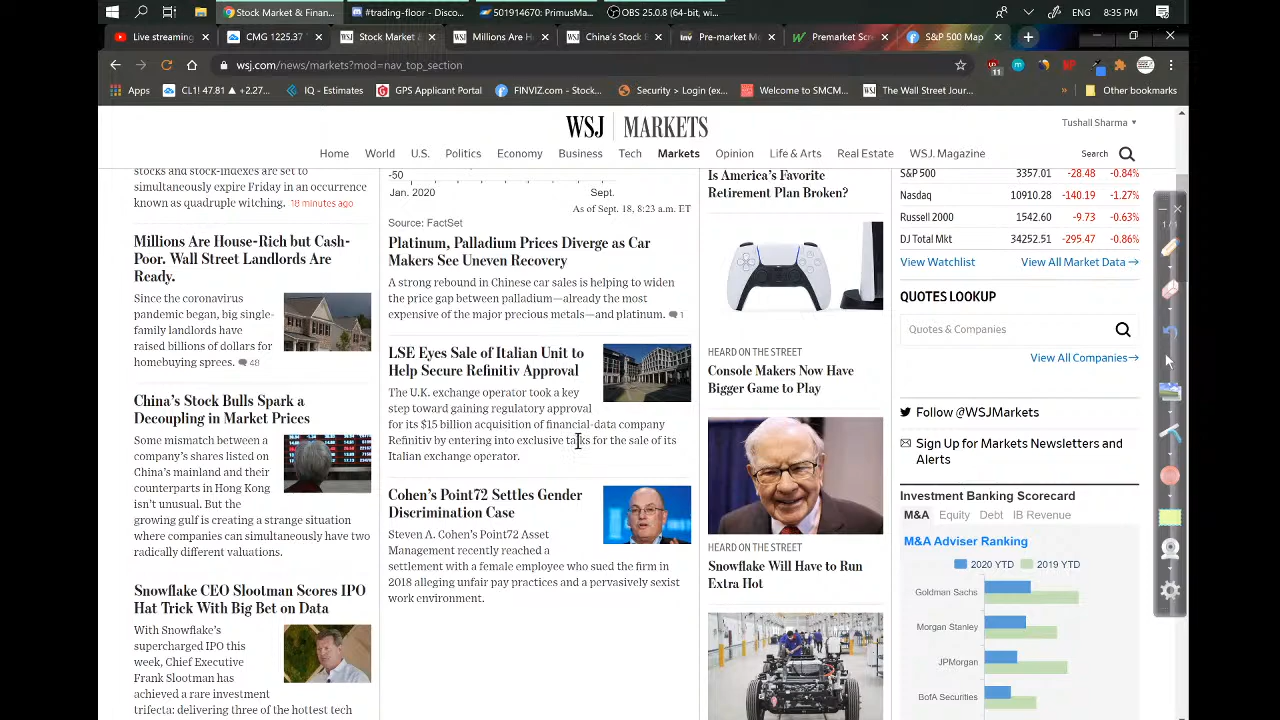 Stock Market & Finan...
#trading-floor - Disco...
501914670: PrimusMa...
OBS 25.0.8 (64-bit, wi...
ENG
8:35 PM
Live streaming
CMG 1225.37
Stock Market &
Millions Are Ho
China's Stock B
Pre-market M
Premarket Scre
S&P 500 Map
wsj.com/news/markets?mod=nav_top_section
11
Apps
CL1! 47.81 ▲ +2.27...
IQ - Estimates
GPS Applicant Portal
FINVIZ.com - Stock...
Security > Login (ex...
Welcome to SMCM...
The Wall Street Jour...
»
Other bookmarks
WSJ | MARKETS
Tushall Sharma
Home
World
U.S.
Politics
Economy
Business
Tech
Markets
Opinion
Life & Arts
Real Estate
WSJ. Magazine
Search
stocks and stock-indexes are set to
simultaneously expire Friday in an occurrence
known as quadruple witching. 18 minutes ago
Millions Are House-Rich but Cash-
Poor. Wall Street Landlords Are
Ready.
Since the coronavirus
pandemic began, big single-
family landlords have
raised billions of dollars for
homebuying sprees. 48
China's Stock Bulls Spark a
Decoupling in Market Prices
Some mismatch between a
company's shares listed on
China's mainland and their
counterparts in Hong Kong
isn't unusual. But the
growing gulf is creating a strange situation
where companies can simultaneously have two
radically different valuations.
Snowflake CEO Slootman Scores IPO
Hat Trick With Big Bet on Data
With Snowflake's
supercharged IPO this
week, Chief Executive
Frank Slootman has
achieved a rare investment
trifecta: delivering three of the hottest tech
-50
Jan. 2020
Sept.
As of Sept. 18, 8:23 a.m. ET
Source: FactSet
Platinum, Palladium Prices Diverge as Car
Makers See Uneven Recovery
A strong rebound in Chinese car sales is helping to widen
the price gap between palladium—already the most
expensive of the major precious metals—and platinum. 1
LSE Eyes Sale of Italian Unit to
Help Secure Refinitiv Approval
The U.K. exchange operator took a key
step toward gaining regulatory approval
for its $15 billion acquisition of financial-data company
Refinitiv by entering into exclusive talks for the sale of its
Italian exchange operator.
Cohen's Point72 Settles Gender
Discrimination Case
Steven A. Cohen's Point72 Asset
Management recently reached a
settlement with a female employee who sued the firm in
2018 alleging unfair pay practices and a pervasively sexist
work environment.
Is America's Favorite
Retirement Plan Broken?
HEARD ON THE STREET
Console Makers Now Have
Bigger Game to Play
HEARD ON THE STREET
Snowflake Will Have to Run
Extra Hot
S&P 500 3357.01 -28.48 -0.84%
Nasdaq 10910.28 -140.19 -1.27%
Russell 2000 1542.60 -9.73 -0.63%
DJ Total Mkt 34252.51 -295.47 -0.86%
View Watchlist
View All Market Data →
QUOTES LOOKUP
Quotes & Companies
View All Companies→
Follow @WSJMarkets
Sign Up for Markets Newsletters and
Alerts
Investment Banking Scorecard
M&A Equity Debt IB Revenue
M&A Adviser Ranking
2020 YTD
2019 YTD
Goldman Sachs
Morgan Stanley
JPMorgan
BofA Securities